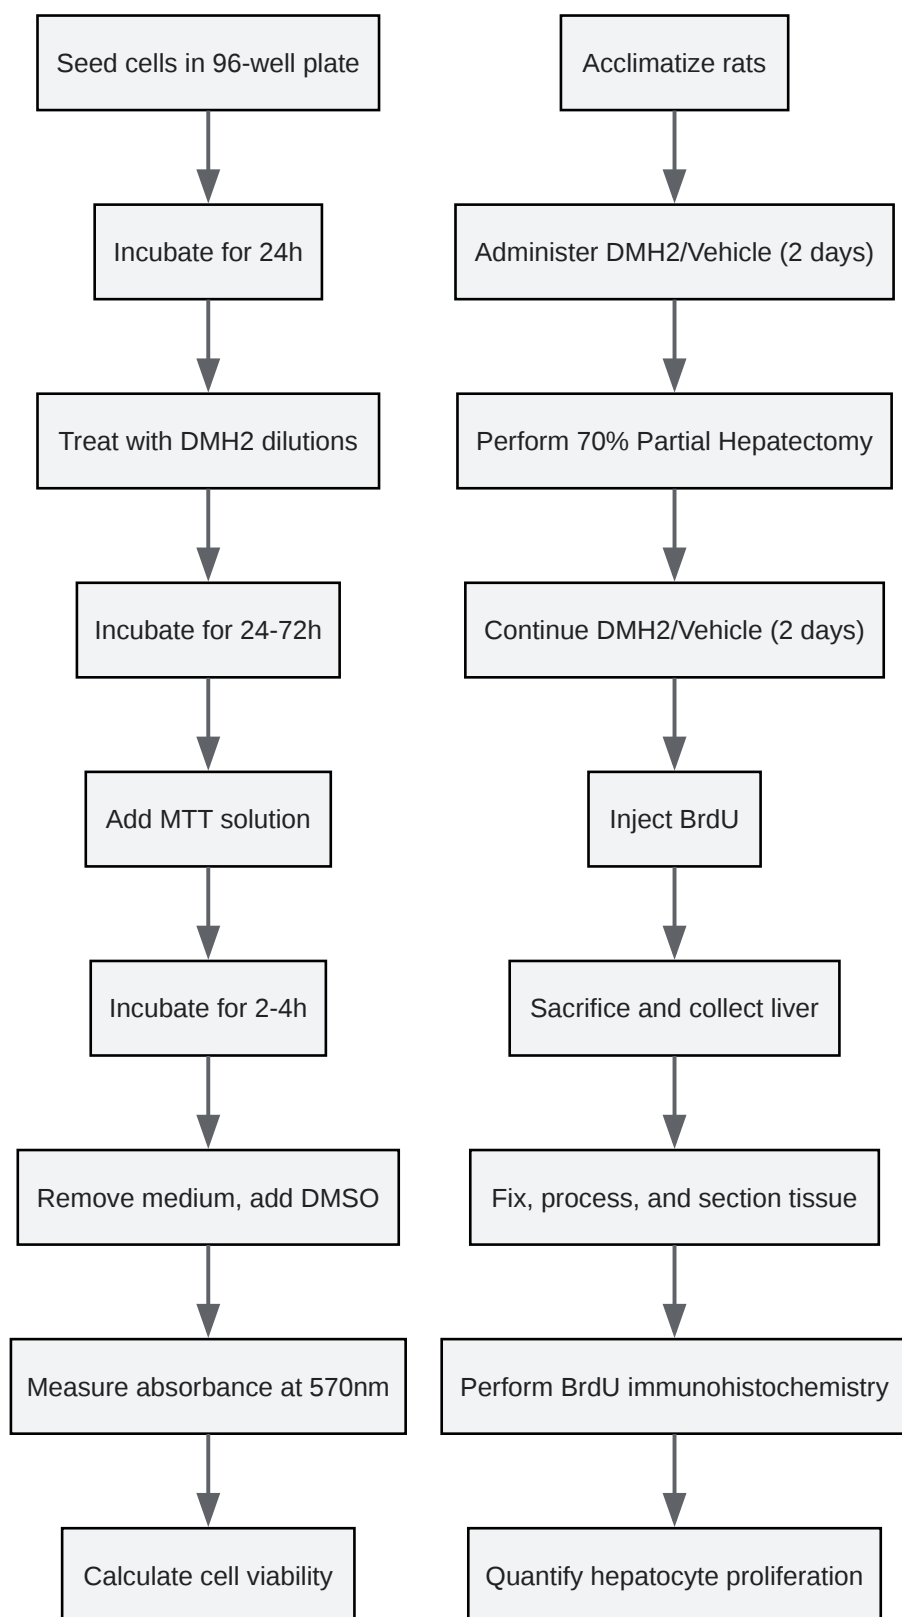 Seed cells in 96-well plate
Incubate for 24h
Treat with DMH2 dilutions
Incubate for 24-72h
Add MTT solution
Incubate for 2-4h
Remove medium, add DMSO
Measure absorbance at 570nm
Calculate cell viability
Acclimatize rats
Administer DMH2/Vehicle (2 days)
Perform 70% Partial Hepatectomy
Continue DMH2/Vehicle (2 days)
Inject BrdU
Sacrifice and collect liver
Fix, process, and section tissue
Perform BrdU immunohistochemistry
Quantify hepatocyte proliferation